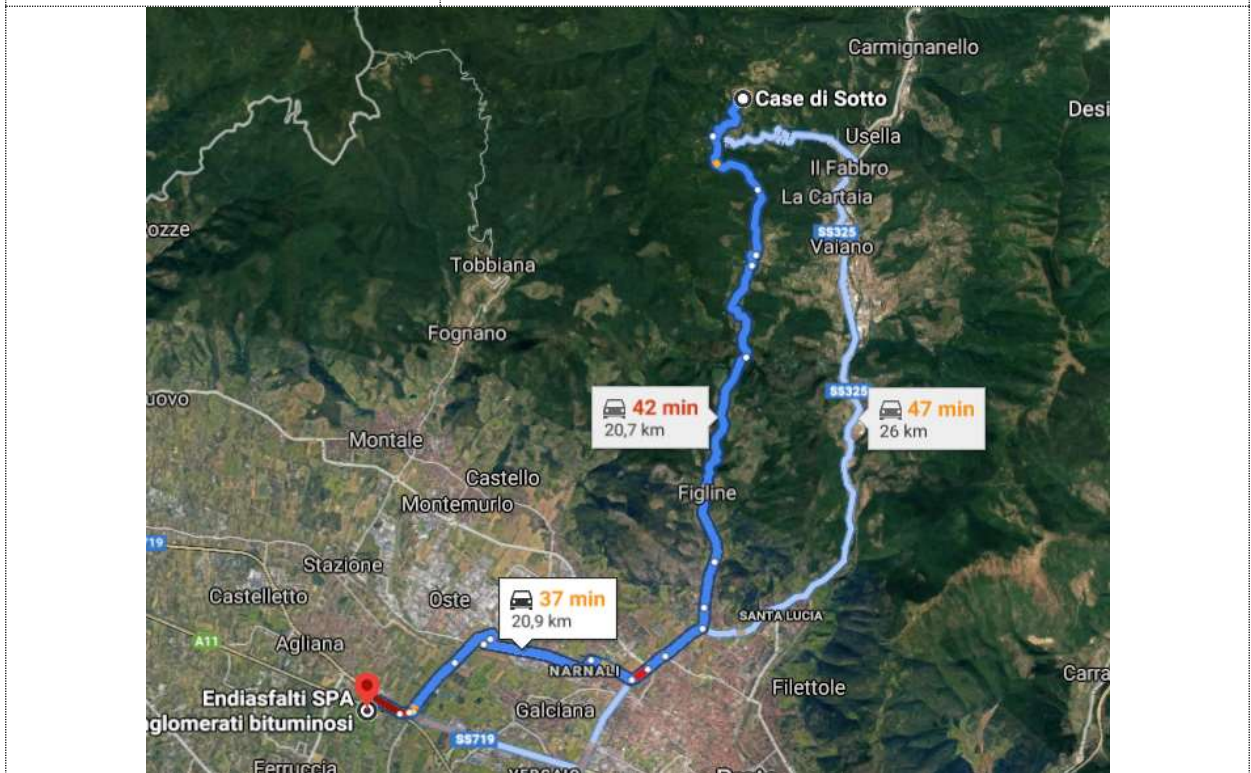 Carmignanello
Case di Sotto
Desi
Usella
Il Fabbro
La Cartaia
SS325
Vaiano
ozze
Tobbiana
Fognano
SS325
uovo
42 min
20,7 km
47 min
26 km
Montale
Castello
Montemurlo
Figline
719
Stazione
Castelletto
Oste
37 min
20,9 km
SANTA LUCIA
A11
Agliana
NARNALI
Carra
Endiasfalti SPA
nglomerati bituminosi
Filettole
Galciana
SS719
Ferruccia